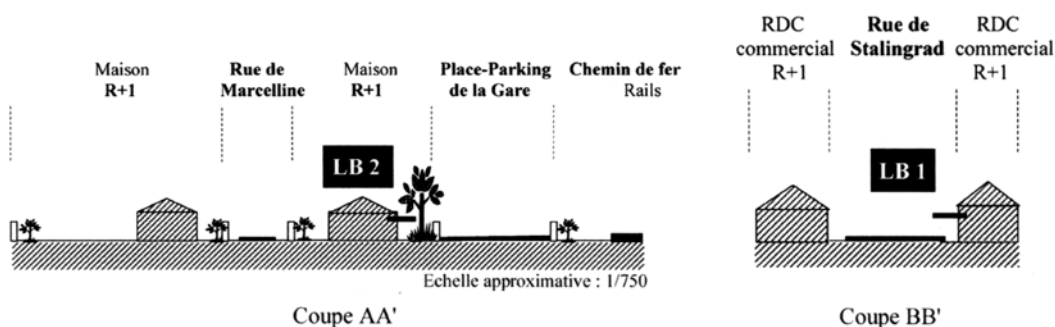 Maison
R+1
Rue de
Marcelline
Maison
R+1
Place-Parking
de la Gare
Chemin de fer
Rails
LB 2
Echelle approximative : 1/750
Coupe AA'
RDC
commercial
R+1
Rue de
Stalingrad
RDC
commercial
R+1
LB 1
Coupe BB'